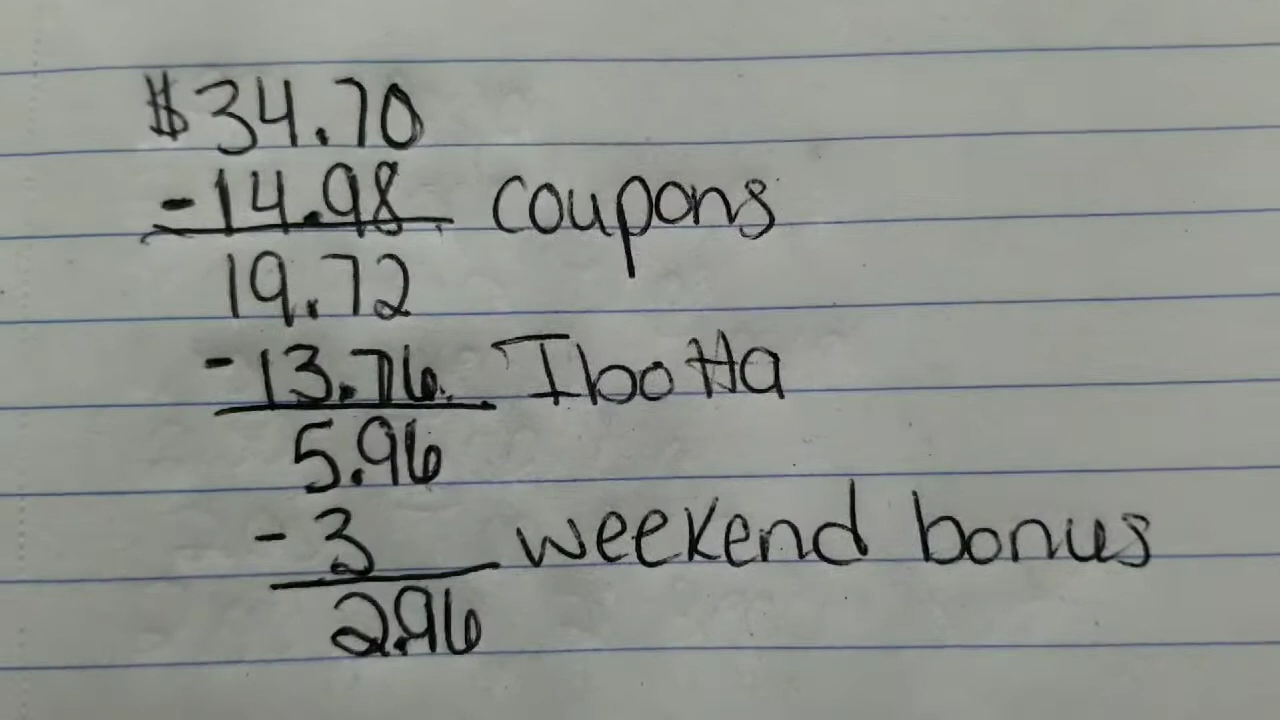 $34.70
-14.98 coupons
19.72
-13.76 Ibotta
5.96
-3 weekend bonus
2.96